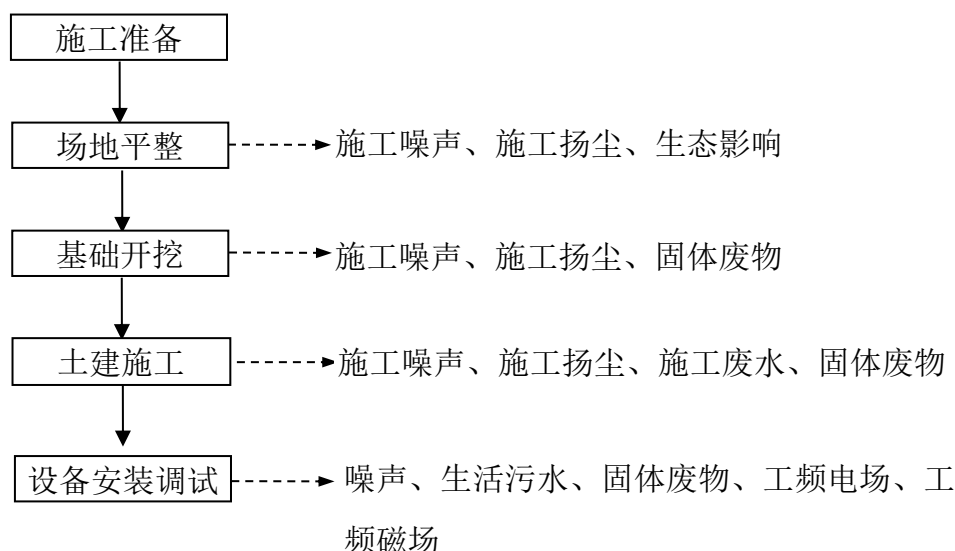 施工准备
场地平整
施工噪声、施工扬尘、生态影响
基础开挖
施工噪声、施工扬尘、固体废物
土建施工
施工噪声、施工扬尘、施工废水、固体废物
设备安装调试
噪声、生活污水、固体废物、工频电场、工
频磁场